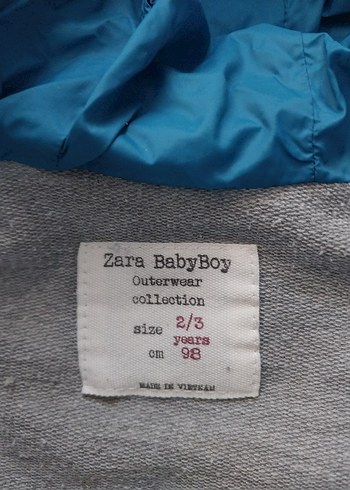 Zara BabyBoy
Outerwear
collection
size 2/3
years
cm 98
MADE IN VIETNAM